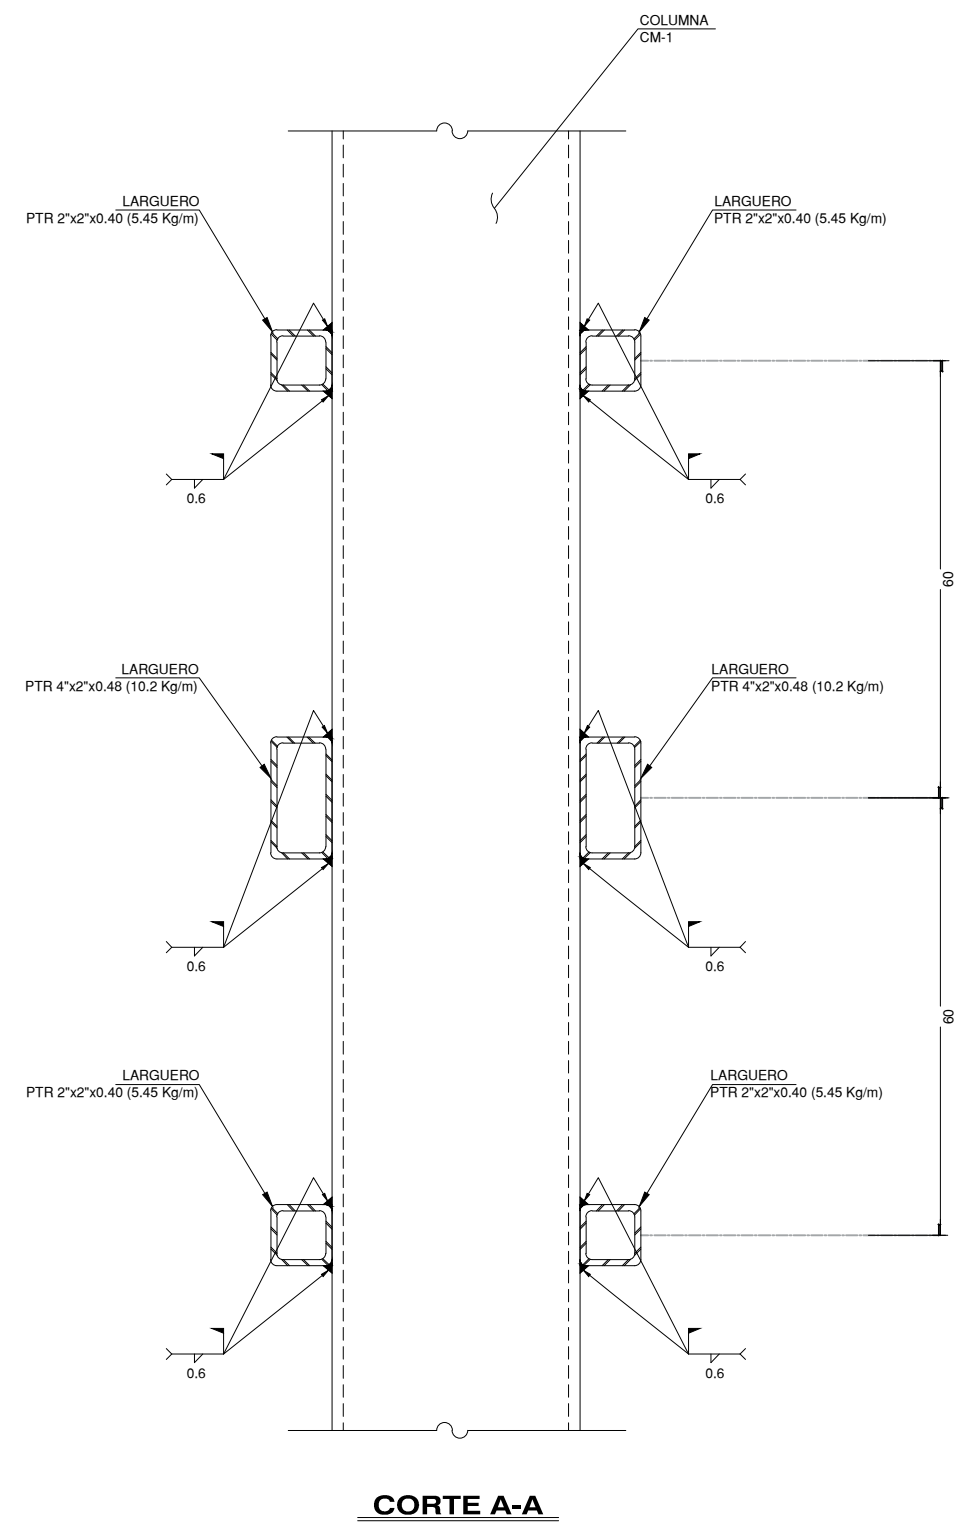 COLUMNA
CM-1
LARGUERO
PTR 2"x2"x0.40 (5.45 Kg/m)
LARGUERO
PTR 2"x2"x0.40 (5.45 Kg/m)
0.6
0.6
60
LARGUERO
PTR 4"x2"x0.48 (10.2 Kg/m)
LARGUERO
PTR 4"x2"x0.48 (10.2 Kg/m)
0.6
0.6
60
LARGUERO
PTR 2"x2"x0.40 (5.45 Kg/m)
LARGUERO
PTR 2"x2"x0.40 (5.45 Kg/m)
0.6
0.6
CORTE A-A